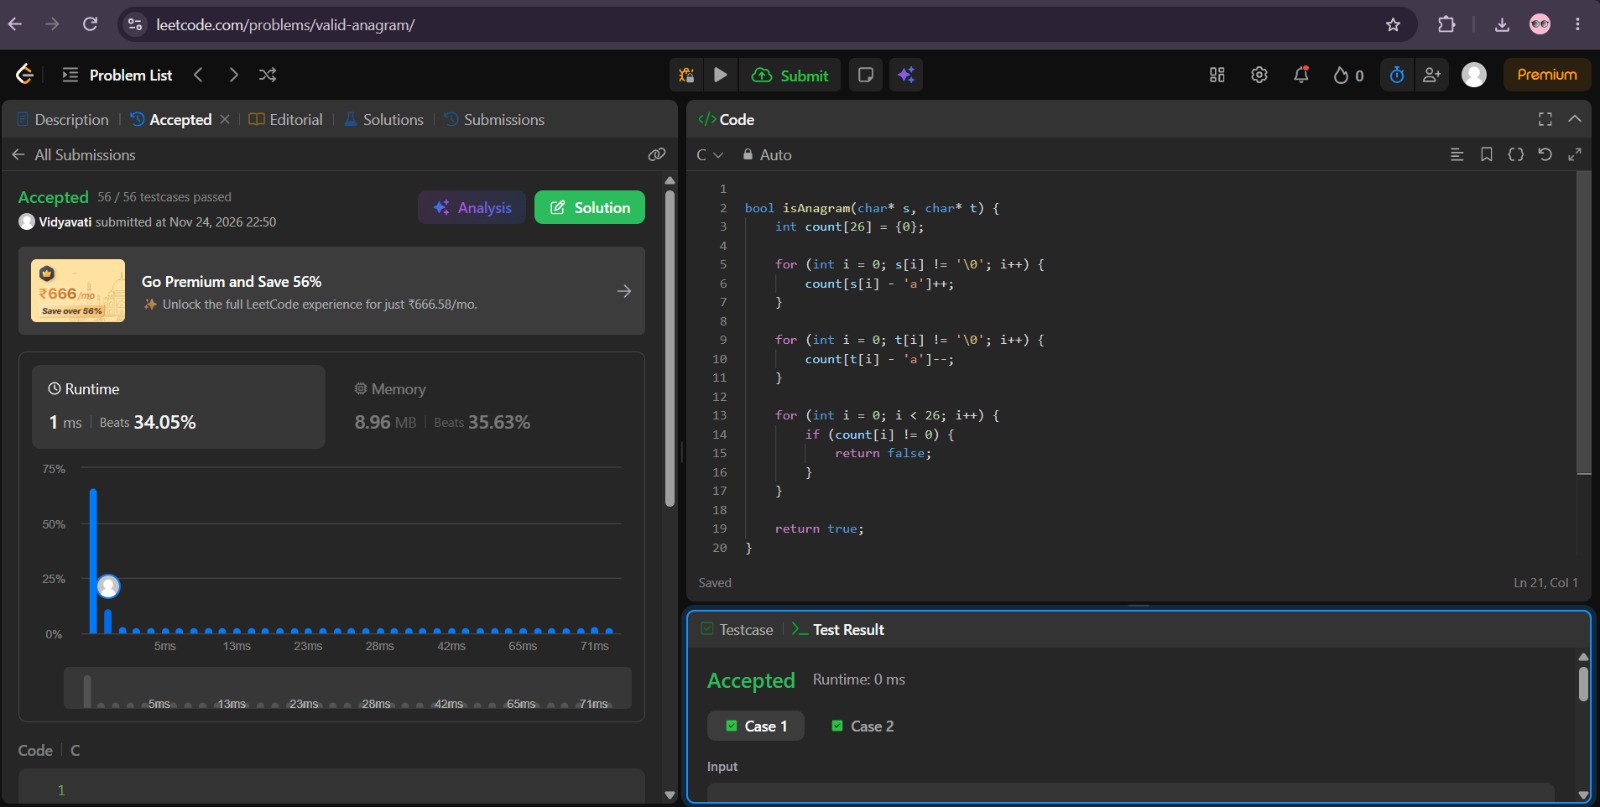 leetcode.com/problems/valid-anagram/
Problem List
Submit
0
Premium
Description
Accepted
Editorial
Solutions
Submissions
All Submissions
Accepted 56 / 56 testcases passed
Vidyavati submitted at Nov 24, 2026 22:50
Analysis
Solution
₹666 /mo
Save over 56%
Go Premium and Save 56%
Unlock the full LeetCode experience for just ₹666.58/mo.
Runtime
1 ms Beats 34.05%
Memory
8.96 MB Beats 35.63%
75%
50%
25%
0%
5ms 13ms 23ms 28ms 42ms 65ms 71ms
5ms 13ms 23ms 28ms 42ms 65ms 71ms
Code C
1
</> Code
C Auto
1
2 bool isAnagram(char* s, char* t) {
3 int count[26] = {0};
4
5 for (int i = 0; s[i] != '\0'; i++) {
6 count[s[i] - 'a']++;
7 }
8
9 for (int i = 0; t[i] != '\0'; i++) {
10 count[t[i] - 'a']--;
11 }
12
13 for (int i = 0; i < 26; i++) {
14 if (count[i] != 0) {
15 return false;
16 }
17 }
18
19 return true;
20 }
Saved
Ln 21, Col 1
Testcase
Test Result
Accepted Runtime: 0 ms
Case 1
Case 2
Input